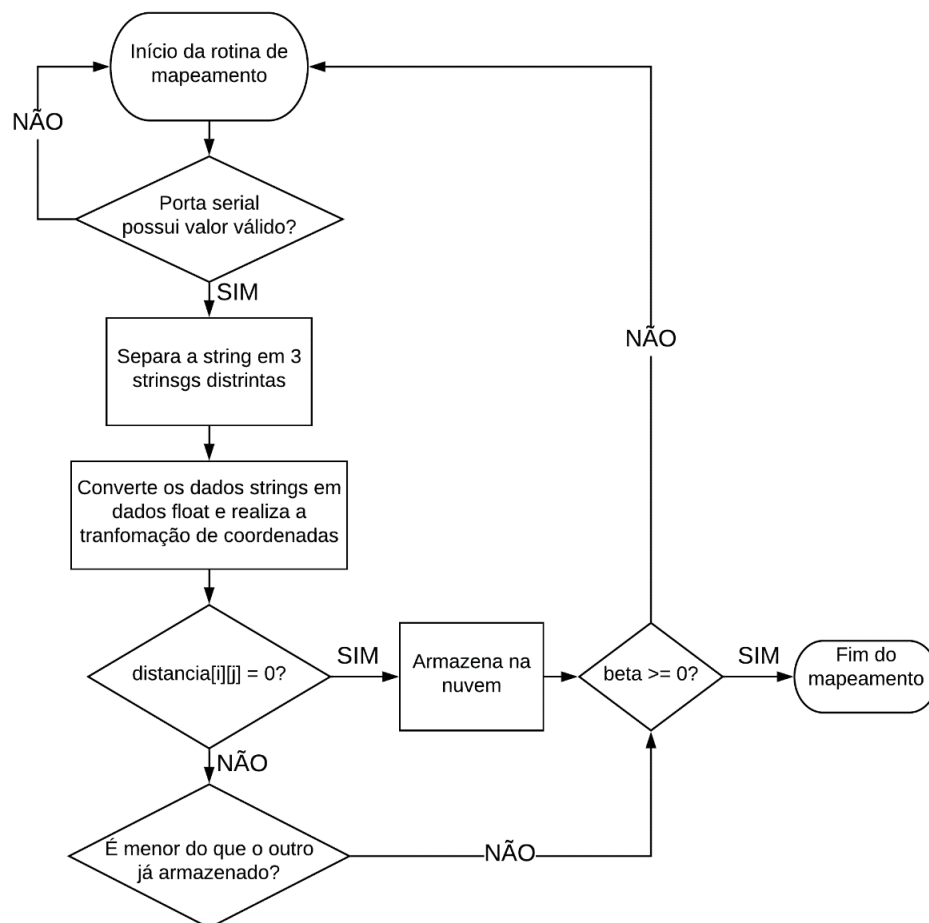 Início da rotina de
mapeamento
NÃO
Porta serial
possui valor válido?
SIM
NÃO
Separa a string em 3
strinsgs distrintas
Converte os dados strings em
dados float e realiza a
tranfomação de coordenadas
distancia[i][j] = 0?
SIM
Armazena na
nuvem
beta >= 0?
SIM
Fim do
mapeamento
NÃO
É menor do que o outro
já armazenado?
NÃO